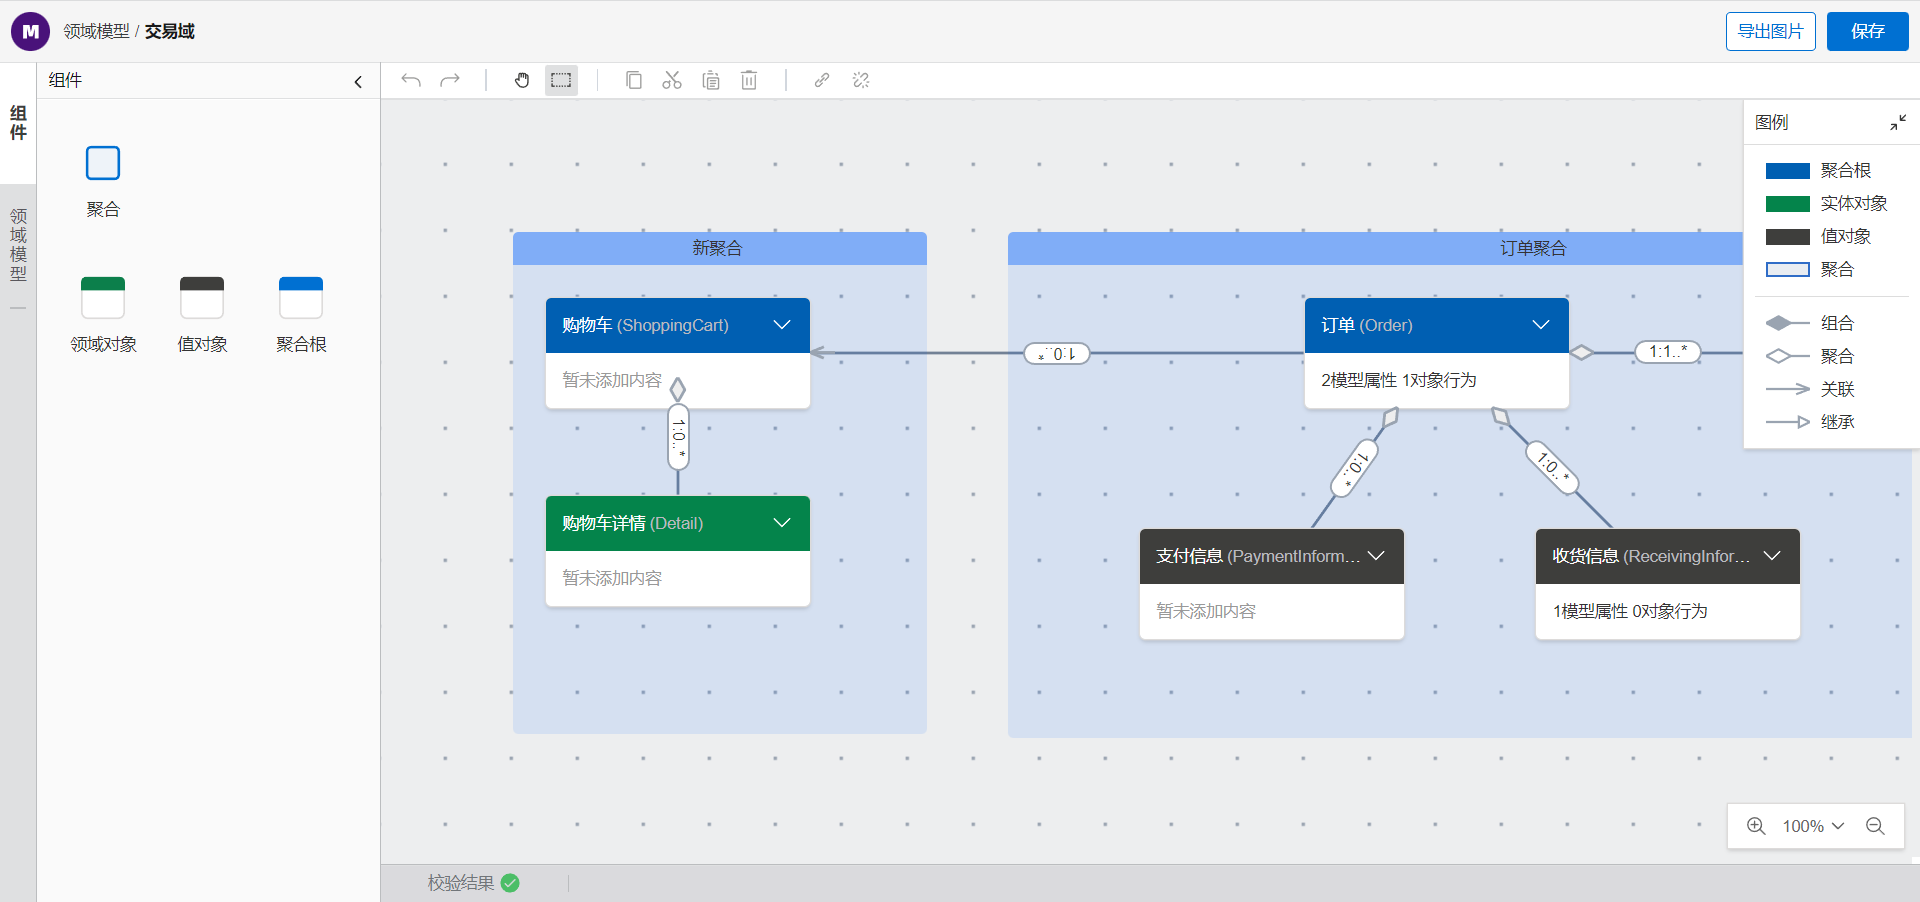 M 领域模型 / 交易域
导出图片
保存
组件
组件
领域模型
聚合
领域对象
值对象
聚合根
新聚合
购物车 (ShoppingCart)
暂未添加内容
1:0..*
购物车详情 (Detail)
暂未添加内容
1:0..*
订单聚合
订单 (Order)
2模型属性 1对象行为
1:1..*
1:0..*
1:0..*
支付信息 (PaymentInform...
暂未添加内容
收货信息 (ReceivingInfor...
1模型属性 0对象行为
图例
聚合根
实体对象
值对象
聚合
组合
聚合
关联
继承
100%
校验结果